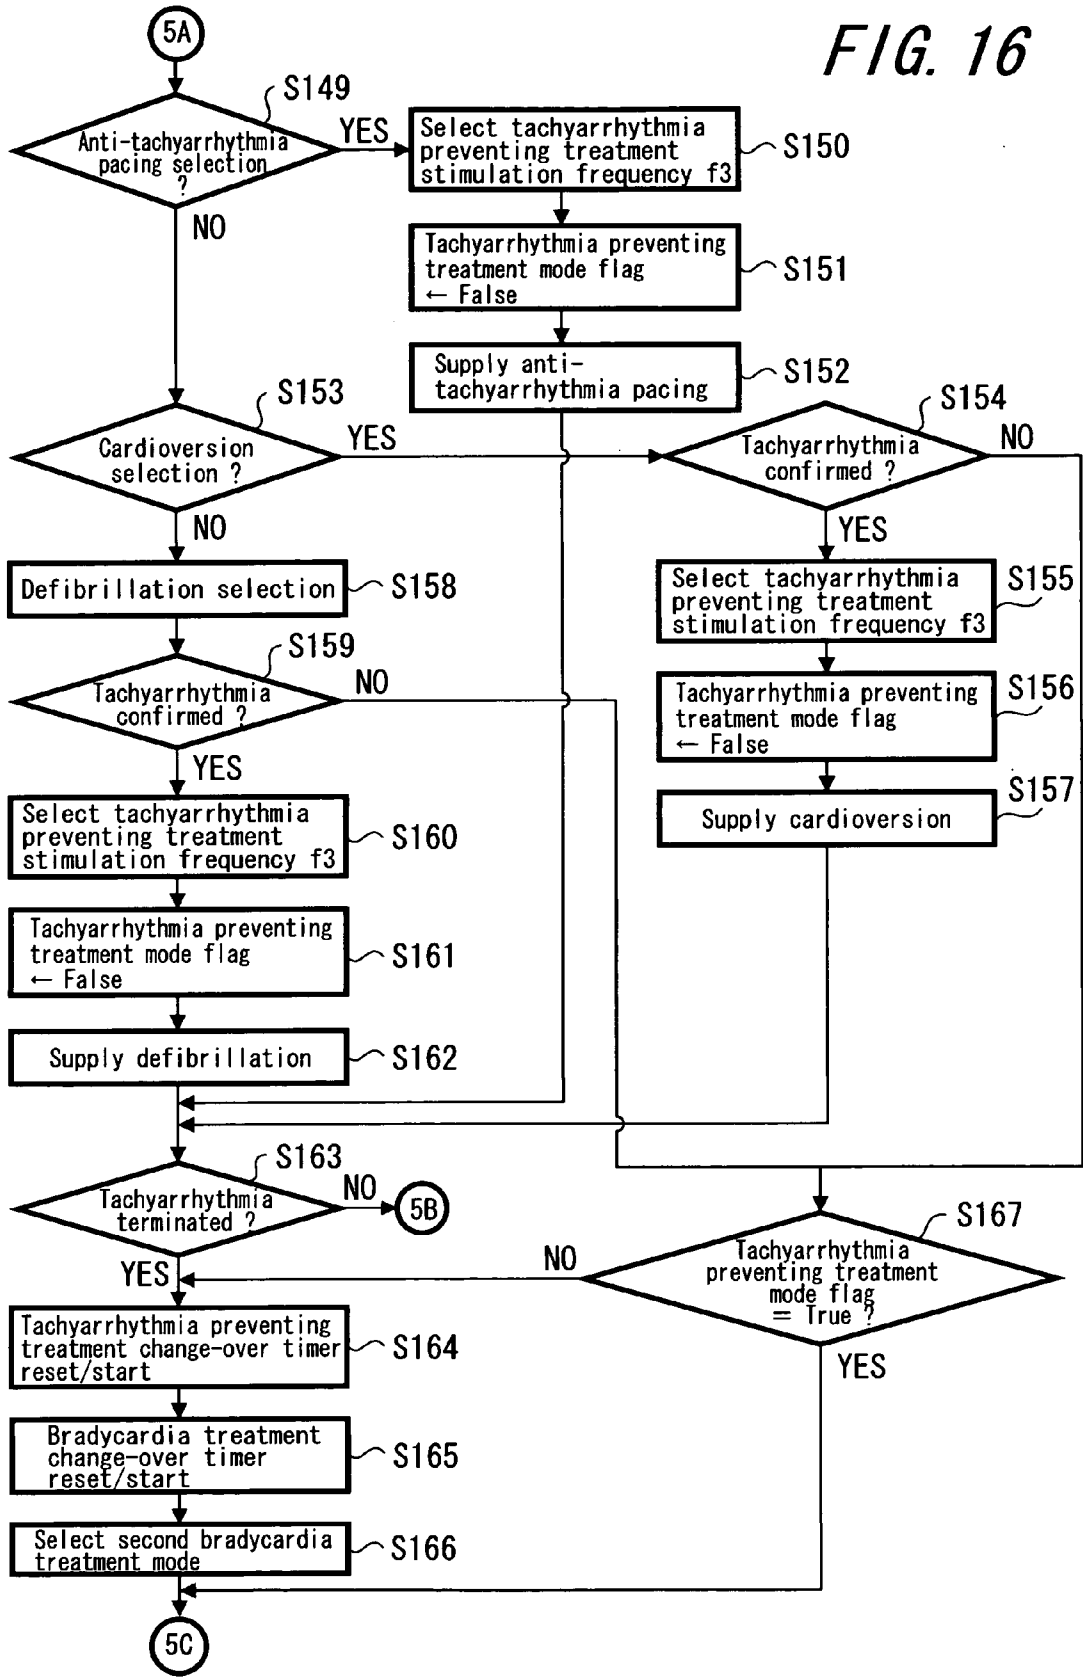 5A
FIG. 16
S149
Anti-tachyarrhythmia
pacing selection
?
YES
NO
Select tachyarrhythmia
preventing treatment
stimulation frequency f3
S150
Tachyarrhythmia preventing
treatment mode flag
← False
S151
Supply anti-
tachyarrhythmia pacing
S152
S153
Cardioversion
selection ?
YES
NO
S154
Tachyarrhythmia
confirmed ?
NO
YES
Defibrillation selection
S158
Select tachyarrhythmia
preventing treatment
stimulation frequency f3
S155
S159
Tachyarrhythmia
confirmed ?
NO
YES
Tachyarrhythmia preventing
treatment mode flag
← False
S156
Supply cardioversion
S157
Select tachyarrhythmia
preventing treatment
stimulation frequency f3
S160
Tachyarrhythmia preventing
treatment mode flag
← False
S161
Supply defibrillation
S162
S163
Tachyarrhythmia
terminated ?
NO
5B
YES
S167
Tachyarrhythmia
preventing treatment
mode flag
= True ?
NO
YES
Tachyarrhythmia preventing
treatment change-over timer
reset/start
S164
Bradycardia treatment
change-over timer
reset/start
S165
Select second bradycardia
treatment mode
S166
5C